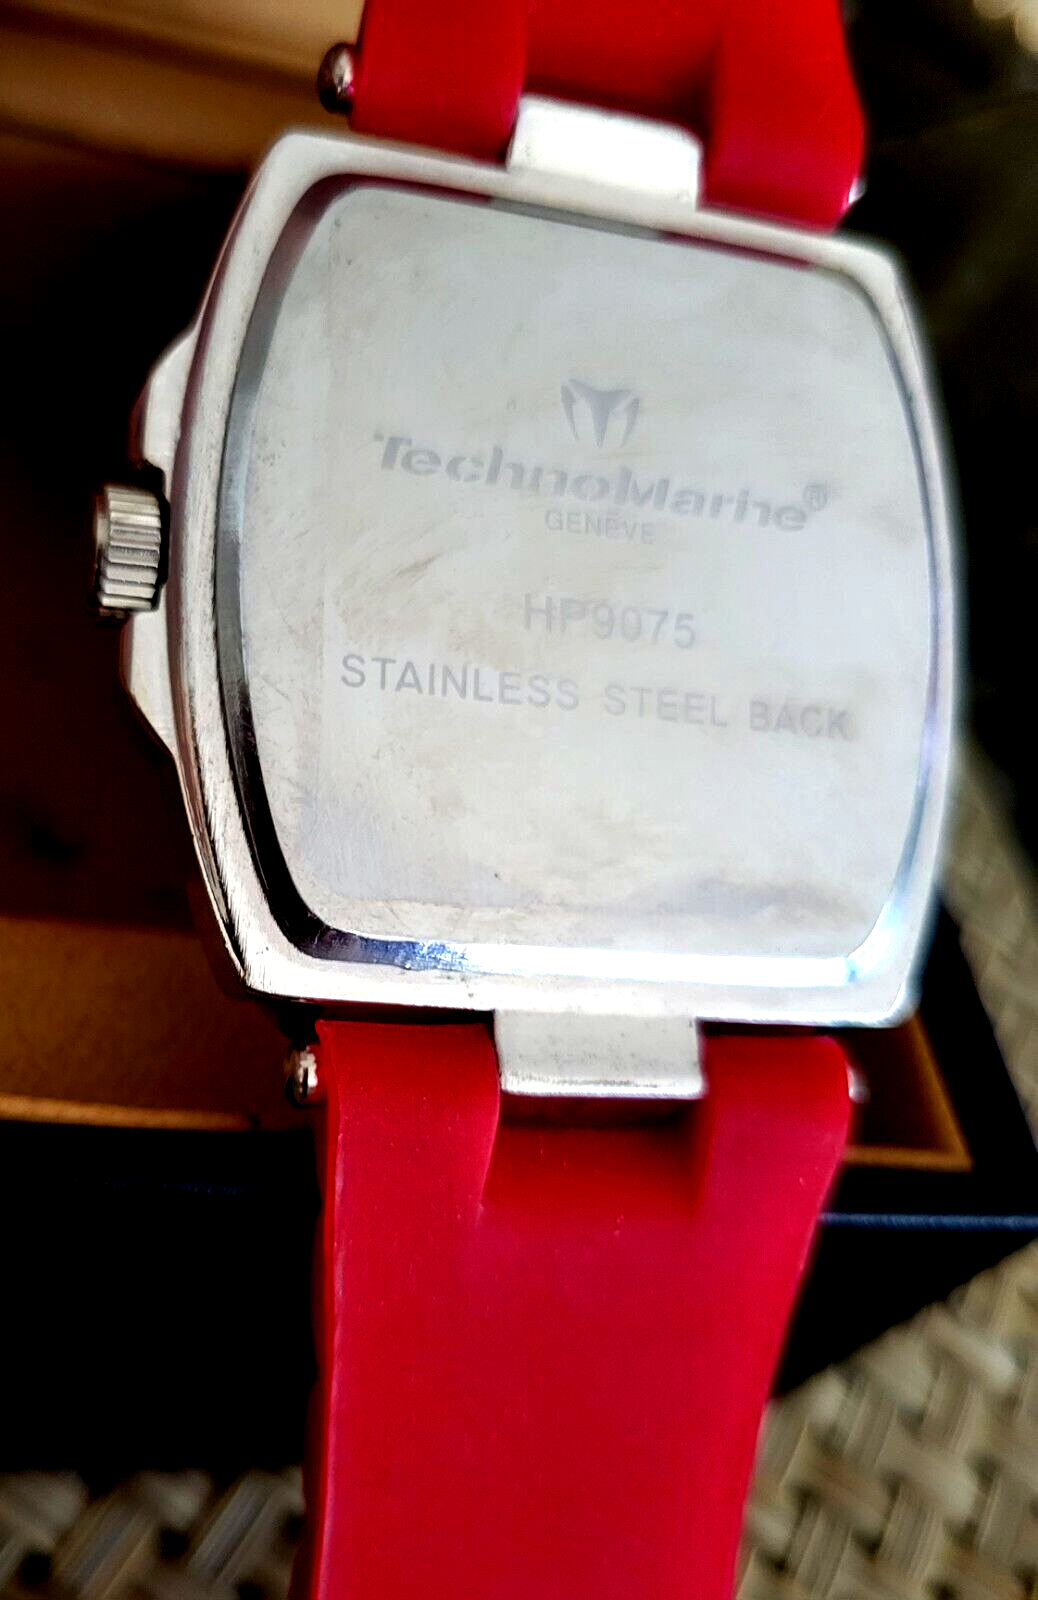 TechnoMarine®
GENÈVE
HP9075
STAINLESS STEEL BACK